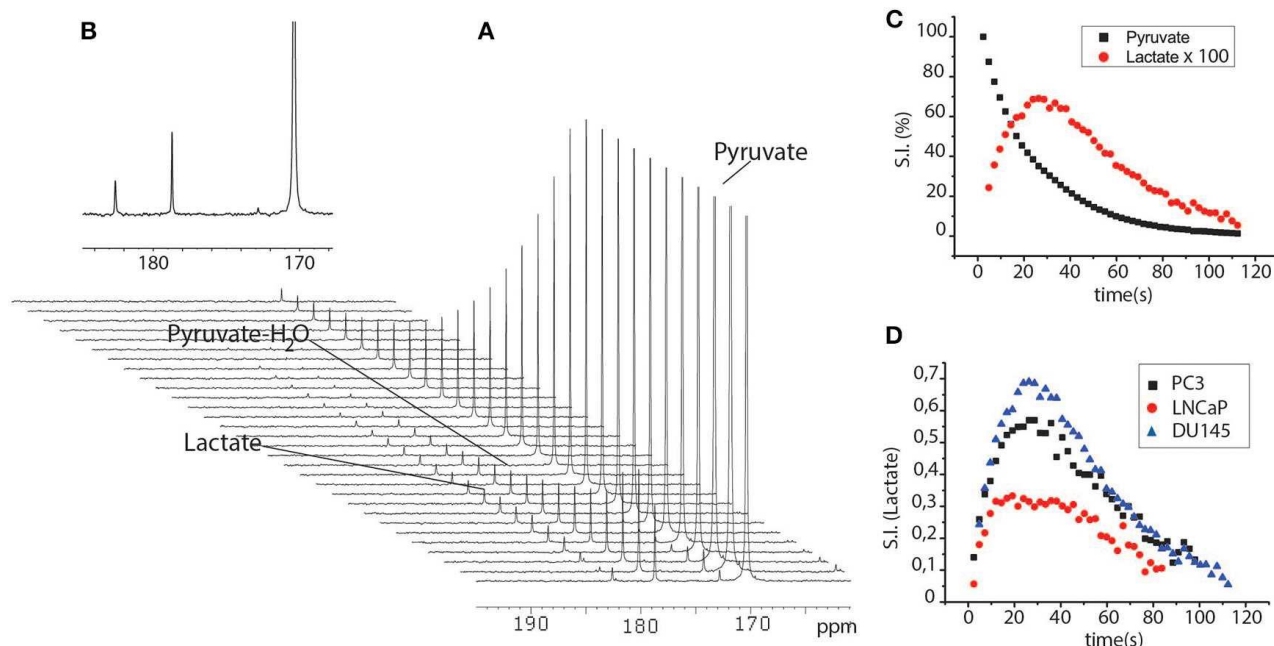 B
180
170
A
Pyruvate
Pyruvate-H₂O
Lactate
190
180
170
ppm
C
Pyruvate
Lactate x 100
S.I.(%)
100
80
60
40
20
0
0 20 40 60 80 100 120
time(s)
D
PC3
LNCaP
DU145
S.I. (Lactate)
0,7
0,6
0,5
0,4
0,3
0,2
0,1
0
0 20 40 60 80 100 120
time(s)